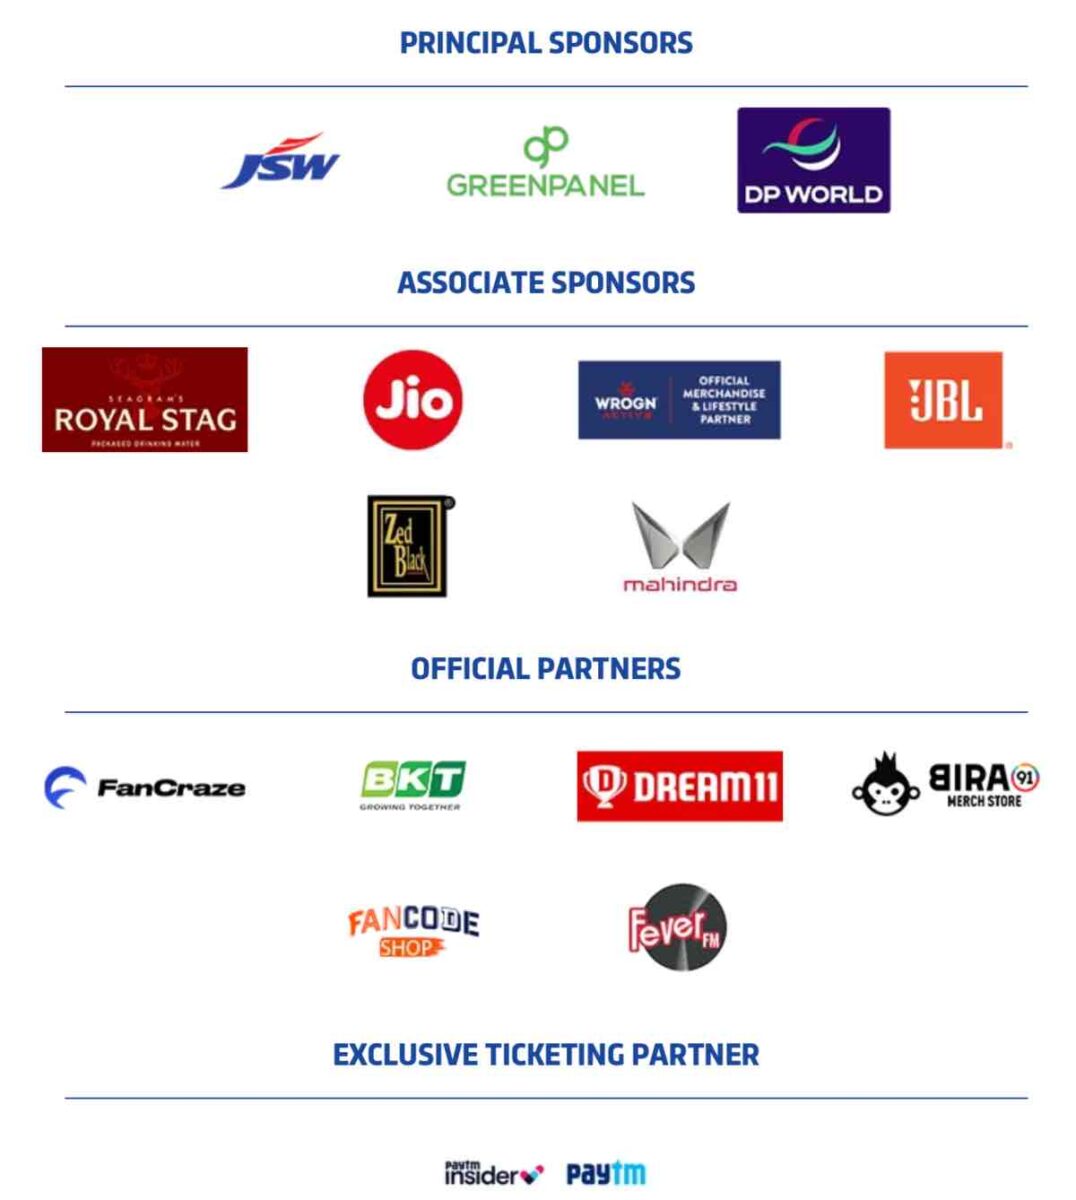 PRINCIPAL SPONSORS
JSW
GREENPANEL
DP WORLD
ASSOCIATE SPONSORS
SEAGRAM'S
ROYAL STAG
PACKAGED DRINKING WATER
Jio
WROGN
ACTIVE
OFFICIAL
MERCHANDISE
& LIFESTYLE
PARTNER
JBL
®
Zed
Black
®
mahindra
OFFICIAL PARTNERS
FanCraze
BKT
GROWING TOGETHER
D DREAM11
BIRA 91
MERCH STORE
FANCODE
SHOP
Fever FM
EXCLUSIVE TICKETING PARTNER
paytm
insider
paytm